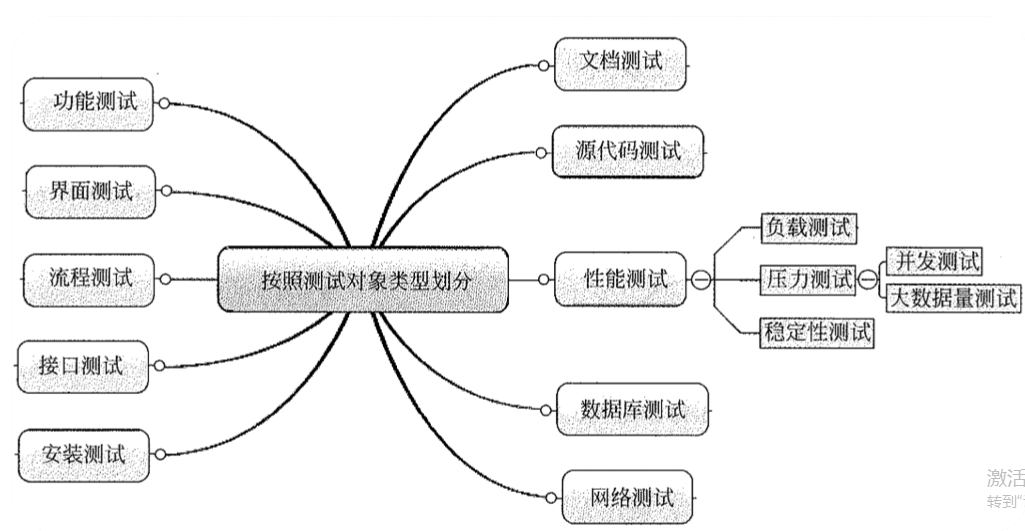 功能测试
界面测试
流程测试
接口测试
安装测试
按照测试对象类型划分
文档测试
源代码测试
性能测试
负载测试
压力测试
并发测试
大数据量测试
稳定性测试
数据库测试
网络测试
激活
转到"